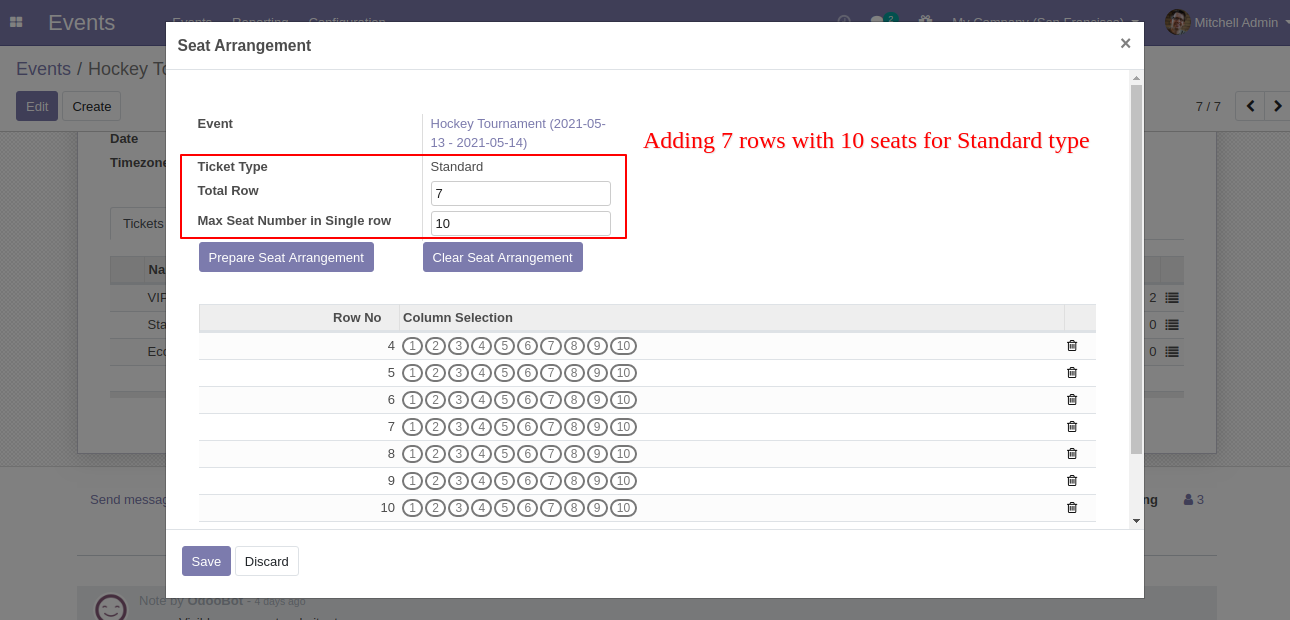 Events
Events Reporting Configuration
2
My Company (San Francisco)
Mitchell Admin
Seat Arrangement
×
Events / Hockey To
Edit Create
7 / 7
Date
Timezone
Event
Hockey Tournament (2021-05-
13 - 2021-05-14)
Adding 7 rows with 10 seats for Standard type
Ticket Type
Standard
Total Row
7
Max Seat Number in Single row
10
Tickets
Prepare Seat Arrangement
Clear Seat Arrangement
Na
VIP
2
Sta
0
Eco
0
Row No Column Selection
4 1 2 3 4 5 6 7 8 9 10
5 1 2 3 4 5 6 7 8 9 10
6 1 2 3 4 5 6 7 8 9 10
7 1 2 3 4 5 6 7 8 9 10
8 1 2 3 4 5 6 7 8 9 10
9 1 2 3 4 5 6 7 8 9 10
10 1 2 3 4 5 6 7 8 9 10
Send messag
ng
3
Save Discard
Note by OdooBot - 4 days ago